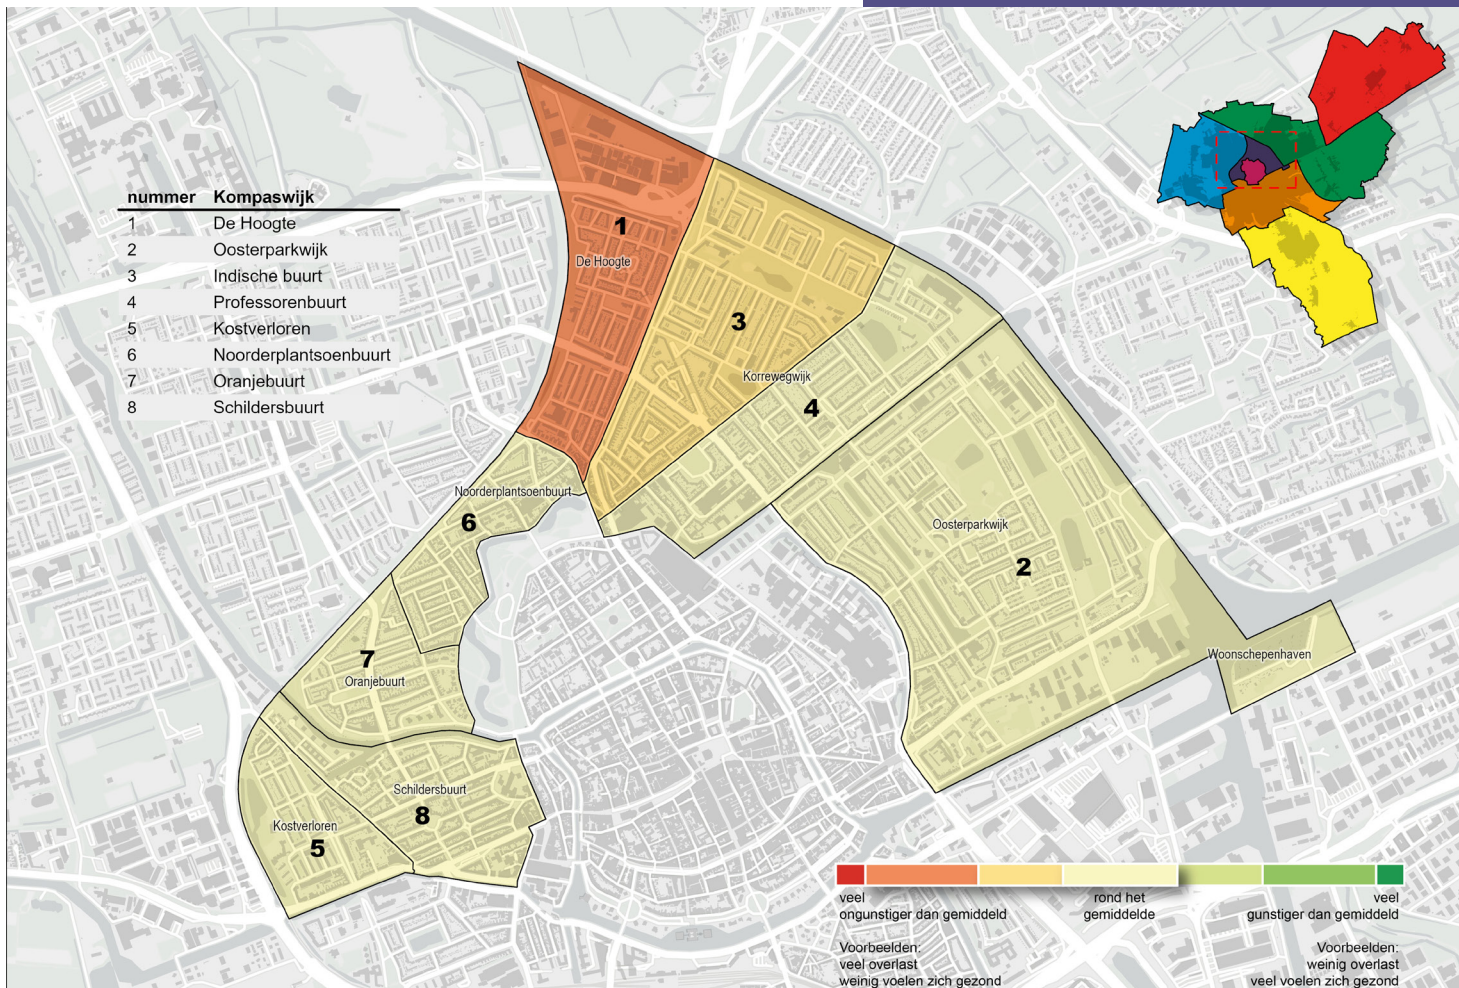 nummer Kompaswijk
1 De Hoogte
2 Oosterparkwijk
3 Indische buurt
4 Professorenbuurt
5 Kostverloren
6 Noorderplantsoenbuurt
7 Oranjebuurt
8 Schildersbuurt
1
De Hoogte
3
Korrewegwijk
4
Noorderplantsoenbuurt
6
Oosterparkwijk
2
Woonschepenhaven
7
Oranjebuurt
Schildersbuurt
8
Kostverloren
5
veel
ongunstiger dan gemiddeld
rond het
gemiddelde
veel
gunstiger dan gemiddeld
Voorbeelden:
veel overlast
weinig voelen zich gezond
Voorbeelden:
weinig overlast
veel voelen zich gezond